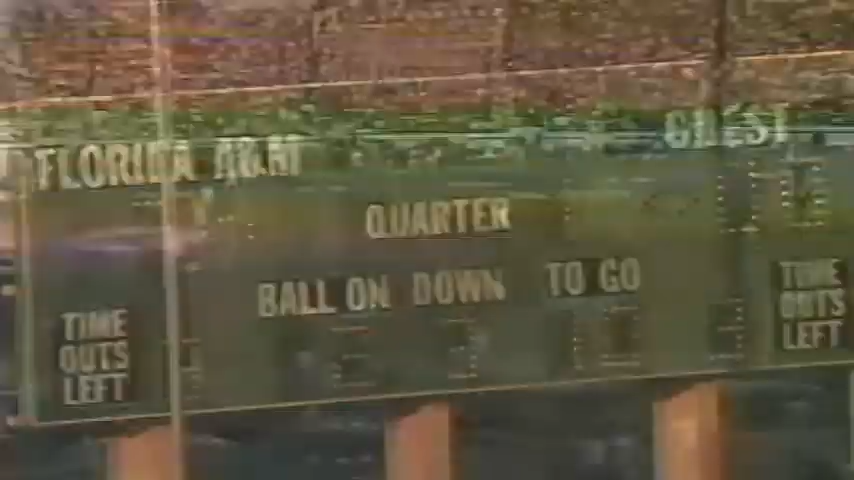 FLORIDA A&M
GUEST
QUARTER
BALL ON DOWN TO GO
TIME
OUTS
LEFT
TIME
OUTS
LEFT